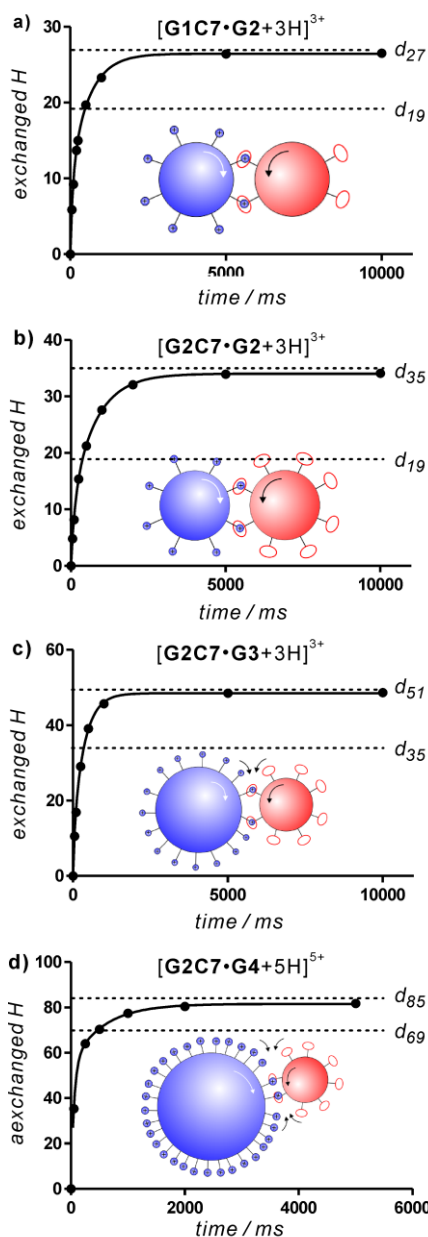 a)
[G1C7•G2+3H]³⁺
exchanged H
30
20
10
0
d₂₇
d₁₉
0 5000 10000
time / ms
b)
[G2C7•G2+3H]³⁺
exchanged H
40
30
20
10
0
d₃₅
d₁₉
0 5000 10000
time / ms
c)
[G2C7•G3+3H]³⁺
exchanged H
60
40
20
0
d₅₁
d₃₅
0 5000 10000
time / ms
d)
[G2C7•G4+5H]⁵⁺
aexchanged H
100
80
60
40
20
0
d₈₅
d₆₉
0 2000 4000 6000
time / ms